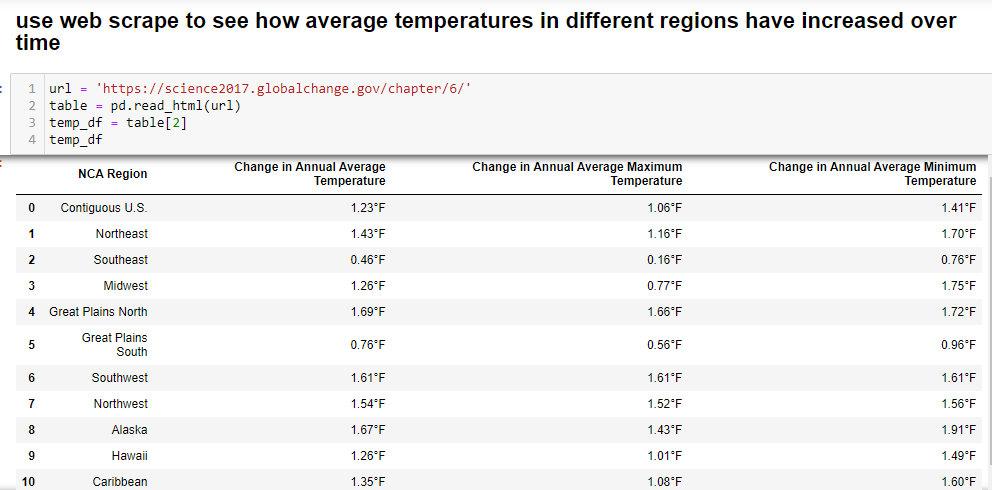 use web scrape to see how average temperatures in different regions have increased over
time
1 url = 'https://science2017.globalchange.gov/chapter/6/'
2 table = pd.read_html(url)
3 temp_df = table[2]
4 temp_df
NCA Region Change in Annual Average Temperature Change in Annual Average Maximum Temperature Change in Annual Average Minimum Temperature
0 Contiguous U.S. 1.23°F 1.06°F 1.41°F
1 Northeast 1.43°F 1.16°F 1.70°F
2 Southeast 0.46°F 0.16°F 0.76°F
3 Midwest 1.26°F 0.77°F 1.75°F
4 Great Plains North 1.69°F 1.66°F 1.72°F
5 Great Plains South 0.76°F 0.56°F 0.96°F
6 Southwest 1.61°F 1.61°F 1.61°F
7 Northwest 1.54°F 1.52°F 1.56°F
8 Alaska 1.67°F 1.43°F 1.91°F
9 Hawaii 1.26°F 1.01°F 1.49°F
10 Caribbean 1.35°F 1.08°F 1.60°F